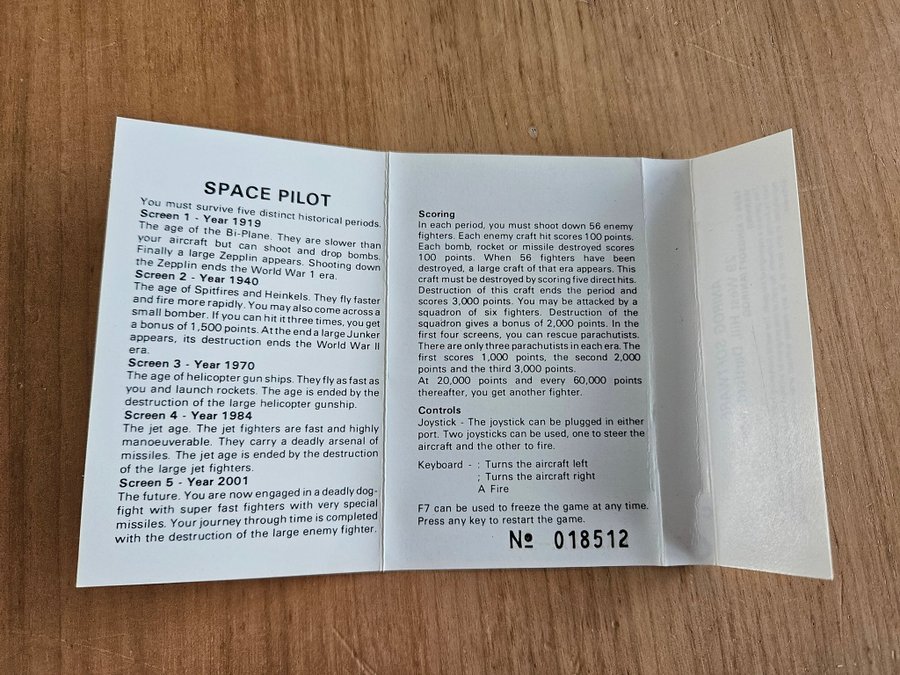 SPACE PILOT
You must survive five distinct historical periods.
Screen 1 - Year 1919
The age of the Bi-Plane. They are slower than
your aircraft but can shoot and drop bombs.
Finally a large Zepplin appears. Shooting down
the Zepplin ends the World War 1 era.
Screen 2 - Year 1940
The age of Spitfires and Heinkels. They fly faster
and fire more rapidly. You may also come across a
small bomber. If you can hit it three times, you get
a bonus of 1,500 points. At the end a large Junker
appears, its destruction ends the World War II
era.
Screen 3 - Year 1970
The age of helicopter gun ships. They fly as fast as
you and launch rockets. The age is ended by the
destruction of the large helicopter gunship.
Screen 4 - Year 1984
The jet age. The jet fighters are fast and highly
manoeuverable. They carry a deadly arsenal of
missiles. The jet age is ended by the destruction
of the large jet fighters.
Screen 5 - Year 2001
The future. You are now engaged in a deadly dog-
fight with super fast fighters with very special
missiles. Your journey through time is completed
with the destruction of the large enemy fighter.
Scoring
In each period, you must shoot down 56 enemy
fighters. Each enemy craft hit scores 100 points.
Each bomb, rocket or missile destroyed scores
100 points. When 56 fighters have been
destroyed, a large craft of that era appears. This
craft must be destroyed by scoring five direct hits.
Destruction of this craft ends the period and
scores 3,000 points. You may be attacked by a
squadron of six fighters. Destruction of the
squadron gives a bonus of 2,000 points. In the
first four screens, you can rescue parachutists.
There are only three parachutists in each era. The
first scores 1,000 points, the second 2,000
points and the third 3,000 points.
At 20,000 points and every 60,000 points
thereafter, you get another fighter.
Controls
Joystick - The joystick can be plugged in either
port. Two joysticks can be used, one to steer the
aircraft and the other to fire.
Keyboard - ; Turns the aircraft left
; Turns the aircraft right
A Fire
F7 can be used to freeze the game at any time.
Press any key to restart the game.
Nº 018512